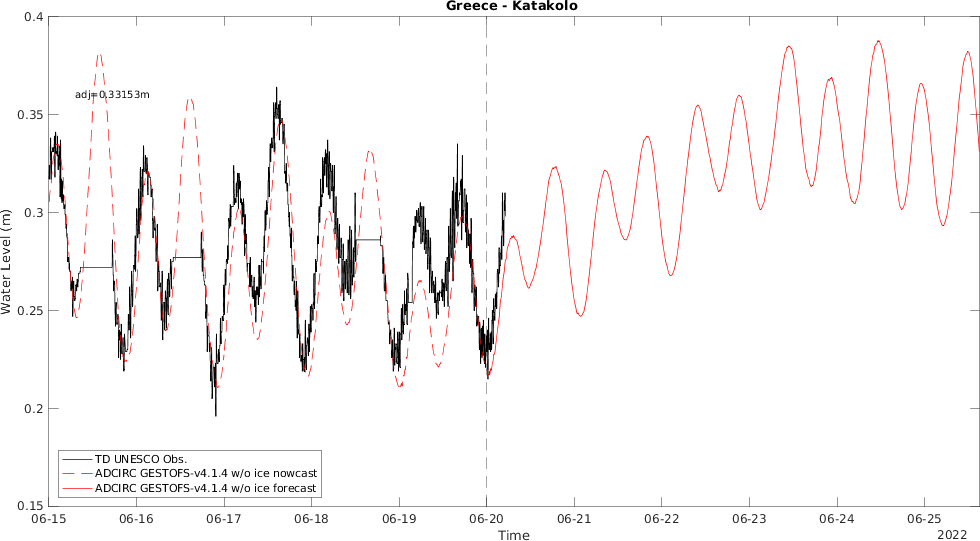 Greece - Katakolo
0.4
adj=0.33153m
0.35
0.3
Water Level (m)
0.25
0.2
TD UNESCO Obs.
ADCIRC GESTOFS-v4.1.4 w/o ice nowcast
ADCIRC GESTOFS-v4.1.4 w/o ice forecast
0.15
06-15 06-16 06-17 06-18 06-19 06-20 06-21 06-22 06-23 06-24 06-25
Time
2022